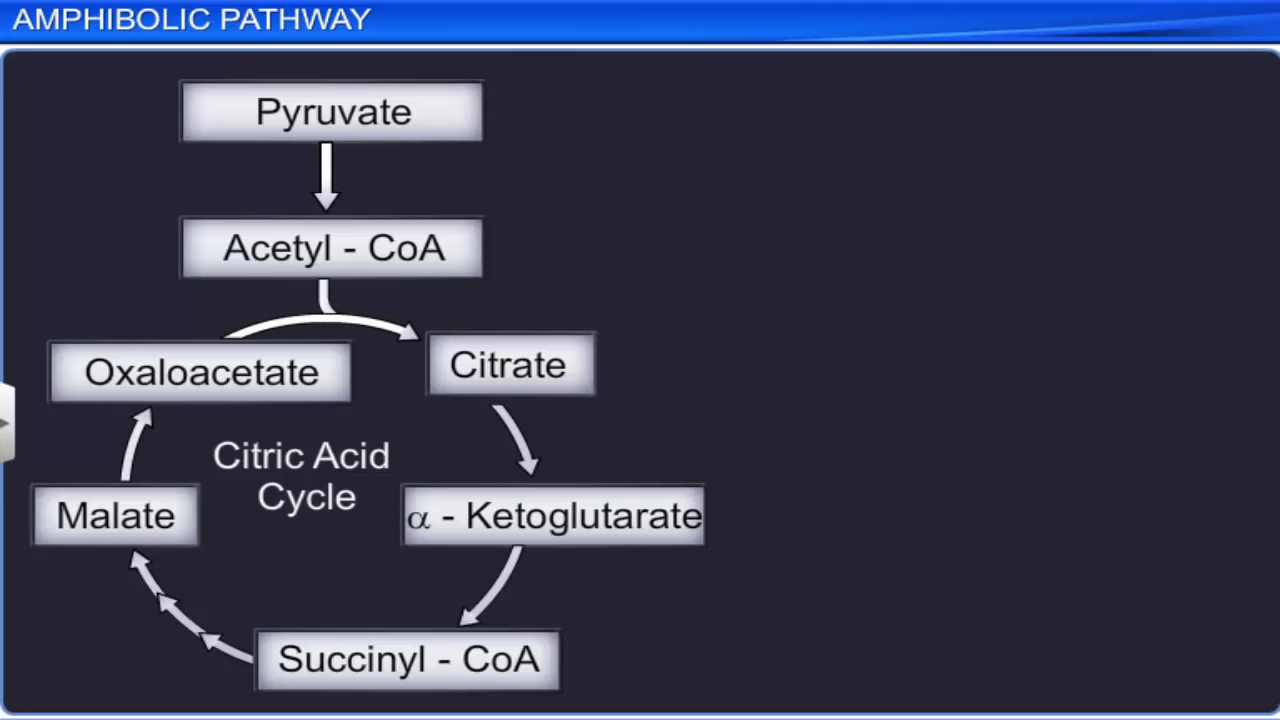 AMPHIBOLIC PATHWAY
Pyruvate
Acetyl - CoA
Oxaloacetate
Citrate
Citric Acid
Cycle
Malate
α - Ketoglutarate
Succinyl - CoA